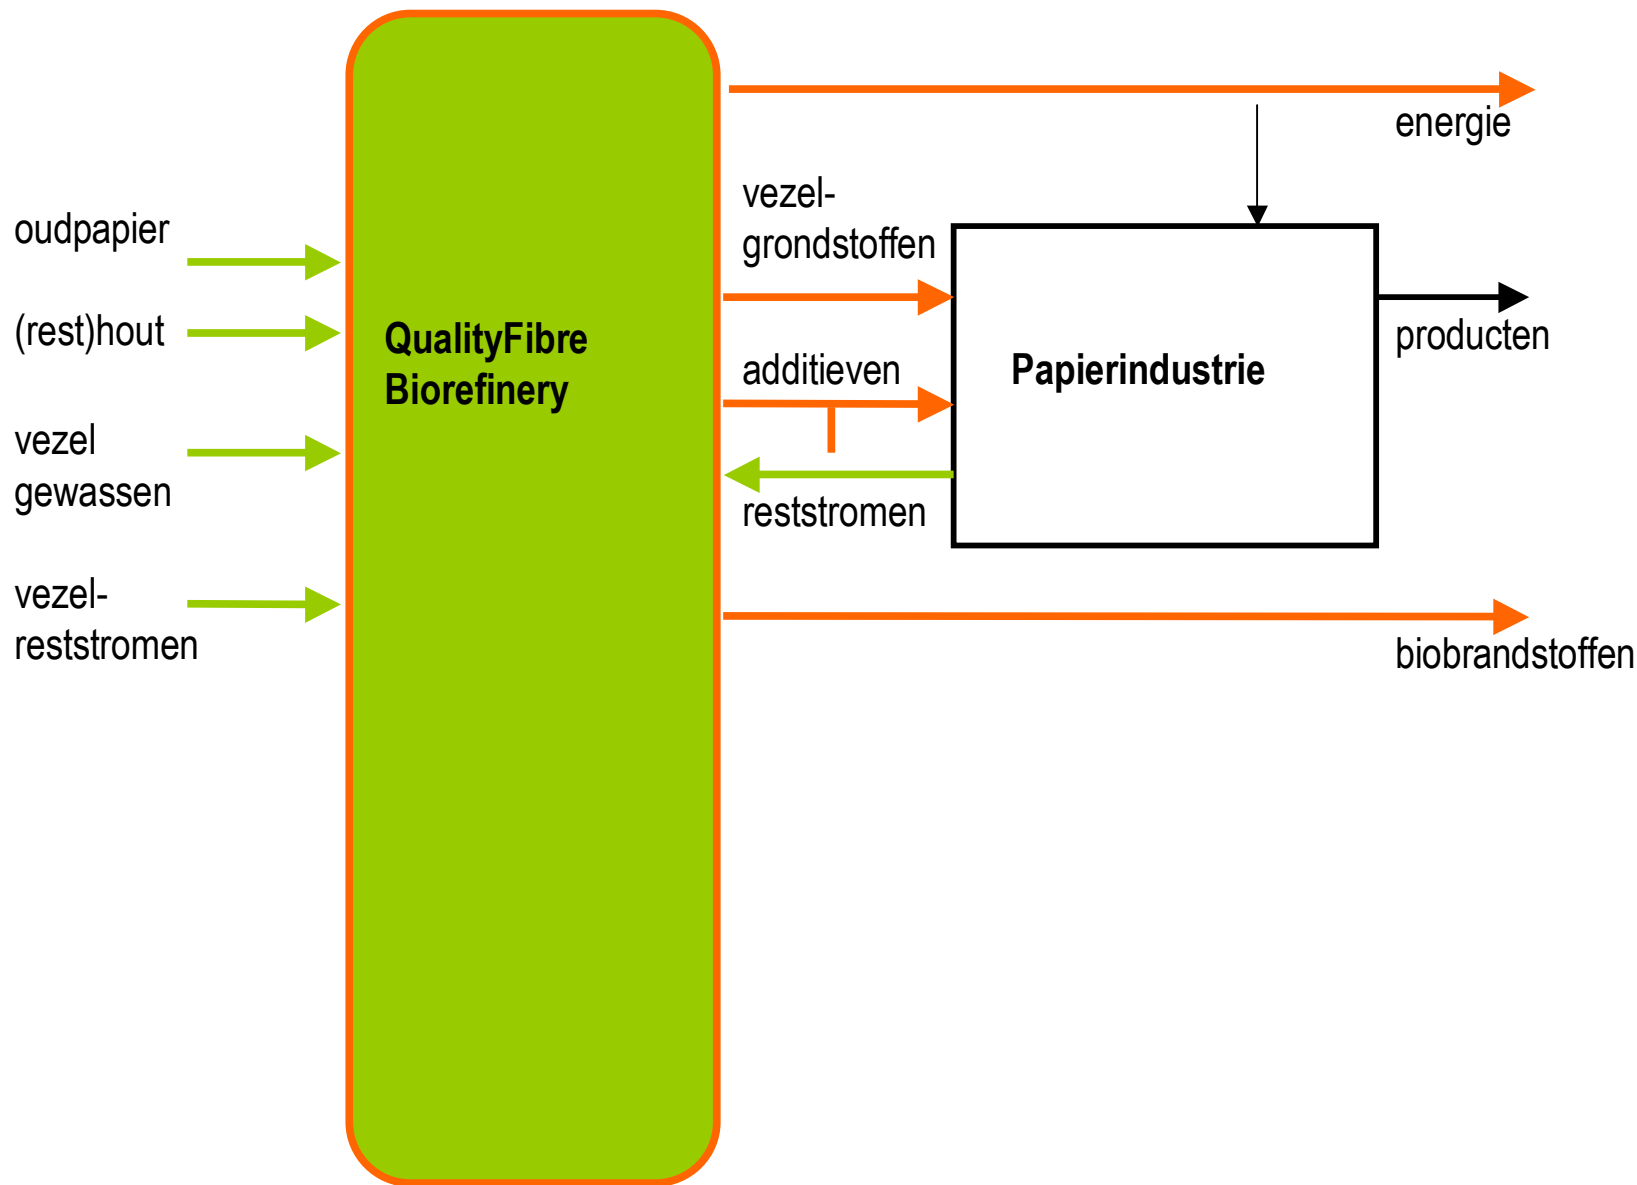 oudpapier
(rest)hout
vezel
gewassen
vezel-
reststromen
QualityFibre
Biorefinery
energie
vezel-
grondstoffen
additieven
reststromen
Papierindustrie
producten
biobrandstoffen